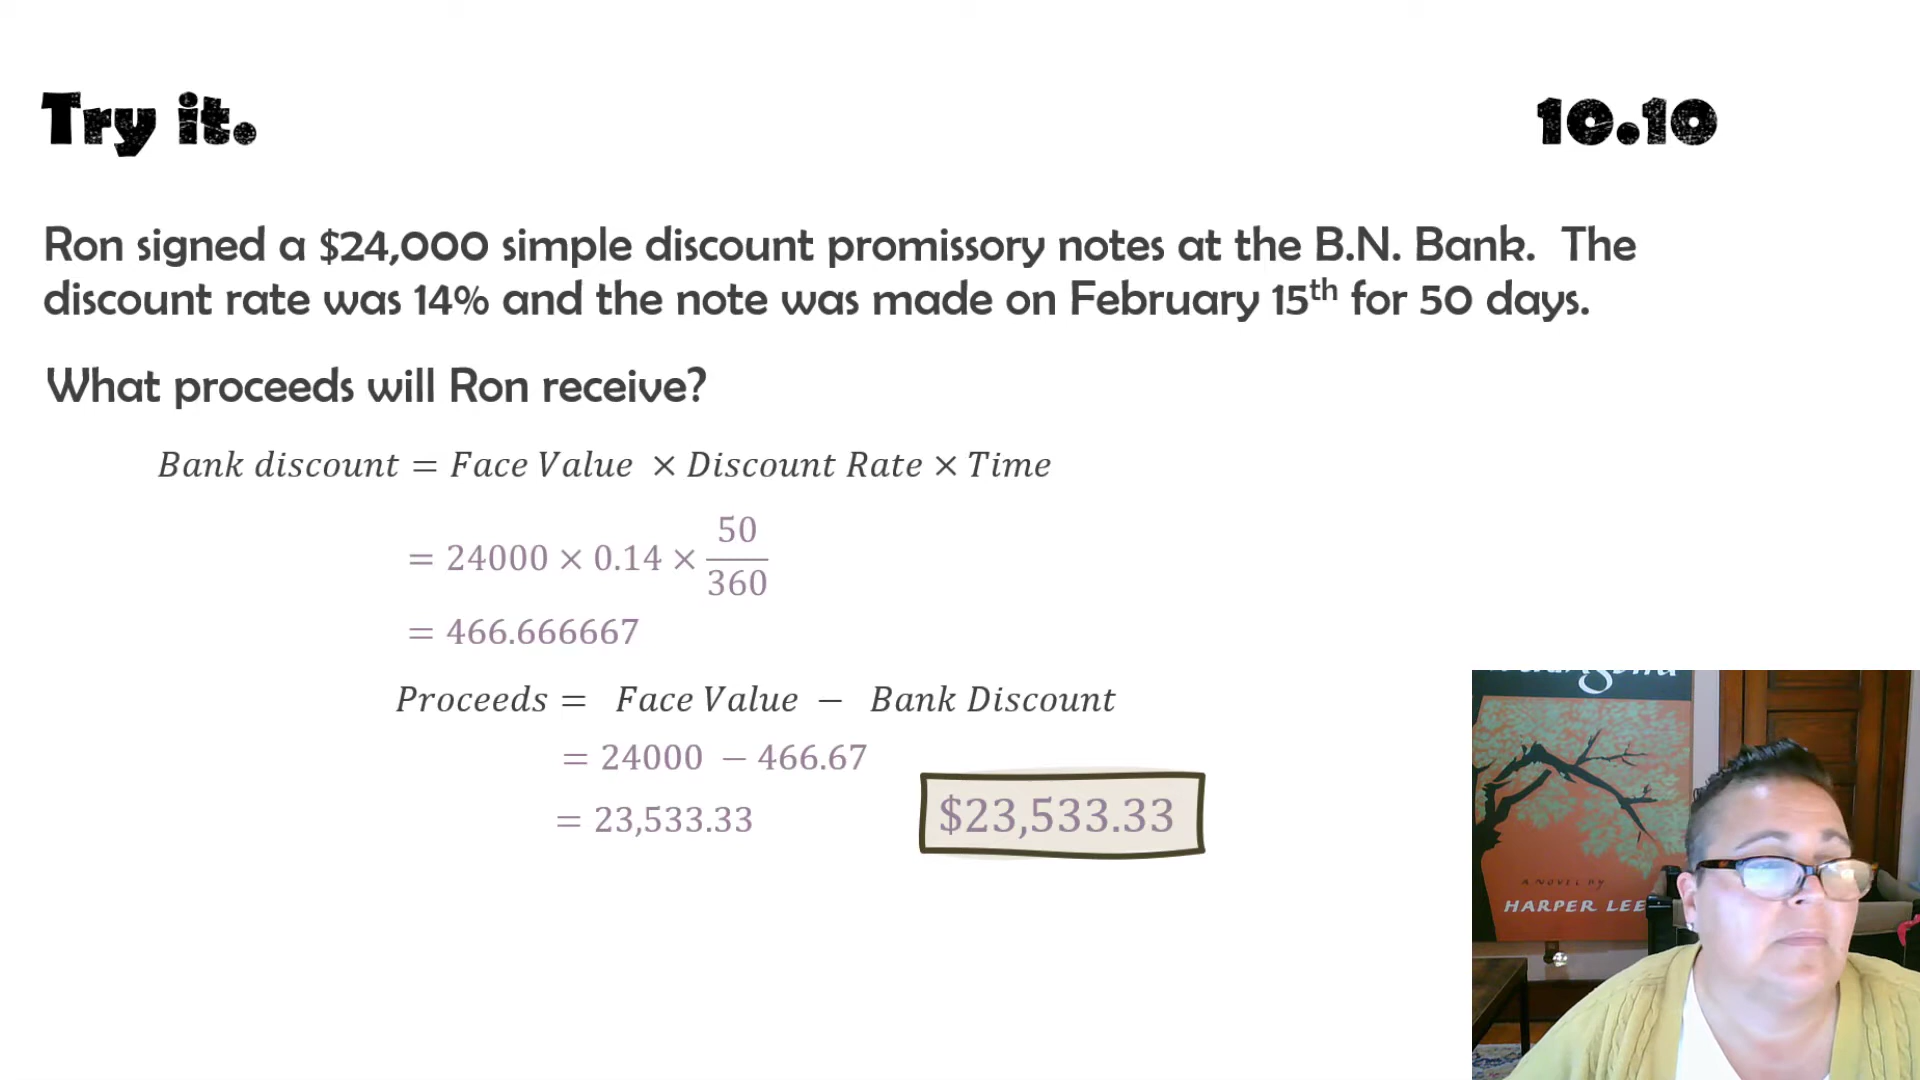 Try it.
10.10
Ron signed a $24,000 simple discount promissory notes at the B.N. Bank. The
discount rate was 14% and the note was made on February 15th for 50 days.
What proceeds will Ron receive?
Bank discount = Face Value × Discount Rate × Time
= 24000 × 0.14 × 50/360
= 466.666667
Proceeds = Face Value − Bank Discount
= 24000 − 466.67
= 23,533.33
$23,533.33
A NOVEL BY
HARPER LEE